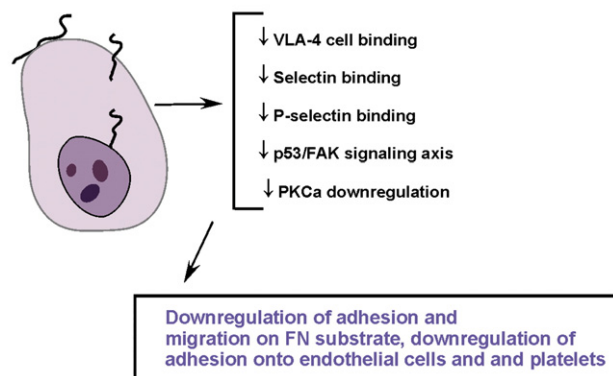 ↓ VLA-4 cell binding
↓ Selectin binding
↓ P-selectin binding
↓ p53/FAK signaling axis
↓ PKCa downregulation
Downregulation of adhesion and
migration on FN substrate, downregulation of
adhesion onto endothelial cells and and platelets